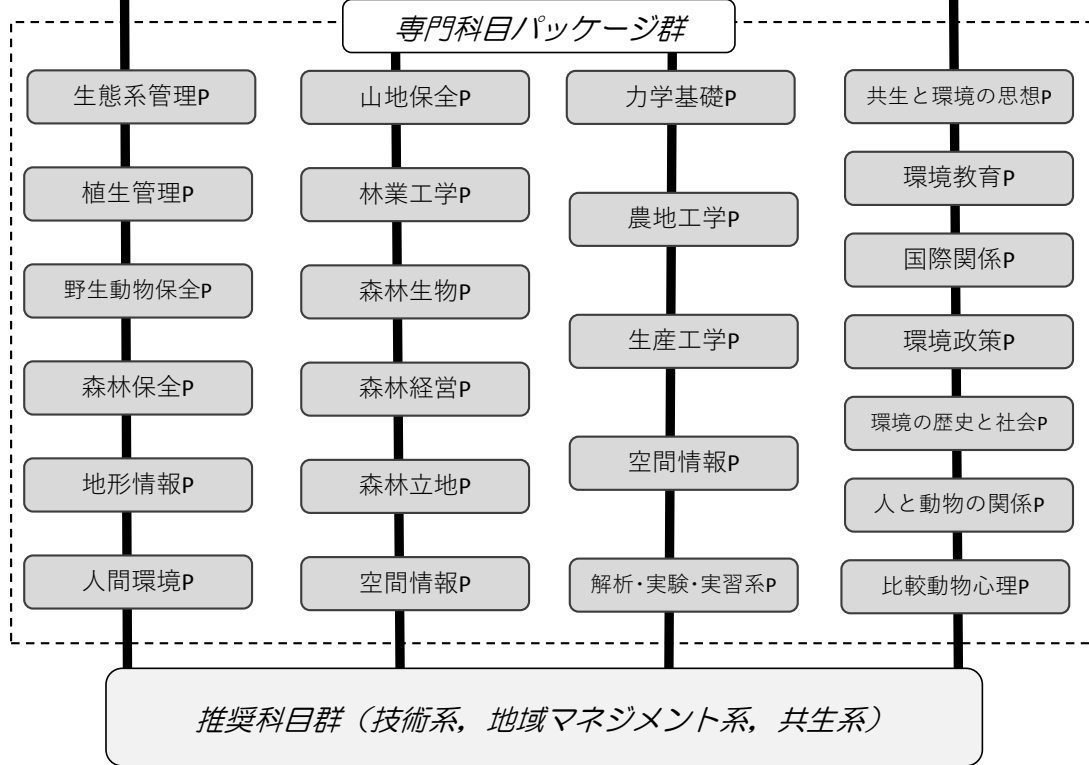 専門科目パッケージ群
生態系管理P
植生管理P
野生動物保全P
森林保全P
地形情報P
人間環境P
山地保全P
林業工学P
森林生物P
森林経営P
森林立地P
空間情報P
力学基礎P
農地工学P
生産工学P
空間情報P
解析・実験・実習系P
共生と環境の思想P
環境教育P
国際関係P
環境政策P
環境の歴史と社会P
人と動物の関係P
比較動物心理P
推奨科目群（技術系，地域マネジメント系，共生系）